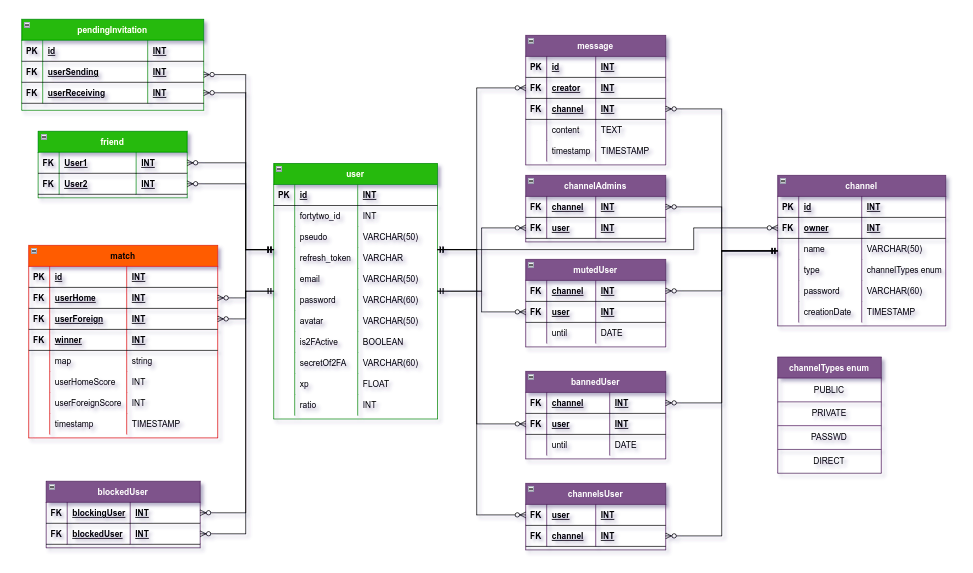 pendingInvitation
PK id INT
FK userSending INT
FK userReceiving INT
friend
FK User1 INT
FK User2 INT
match
PK id INT
FK userHome INT
FK userForeign INT
FK winner INT
map string
userHomeScore INT
userForeignScore INT
timestamp TIMESTAMP
blockedUser
FK blockingUser INT
FK blockedUser INT
user
PK id INT
fortytwo_id INT
pseudo VARCHAR(50)
refresh_token VARCHAR
email VARCHAR(50)
password VARCHAR(60)
avatar VARCHAR(50)
is2FActive BOOLEAN
secretOf2FA VARCHAR(60)
xp FLOAT
ratio INT
message
PK id INT
FK creator INT
FK channel INT
content TEXT
timestamp TIMESTAMP
channelAdmins
FK channel INT
FK user INT
mutedUser
FK channel INT
FK user INT
until DATE
bannedUser
FK channel INT
FK user INT
until DATE
channelsUser
FK user INT
FK channel INT
channel
PK id INT
FK owner INT
name VARCHAR(50)
type channelTypes enum
password VARCHAR(60)
creationDate TIMESTAMP
channelTypes enum
PUBLIC
PRIVATE
PASSWD
DIRECT